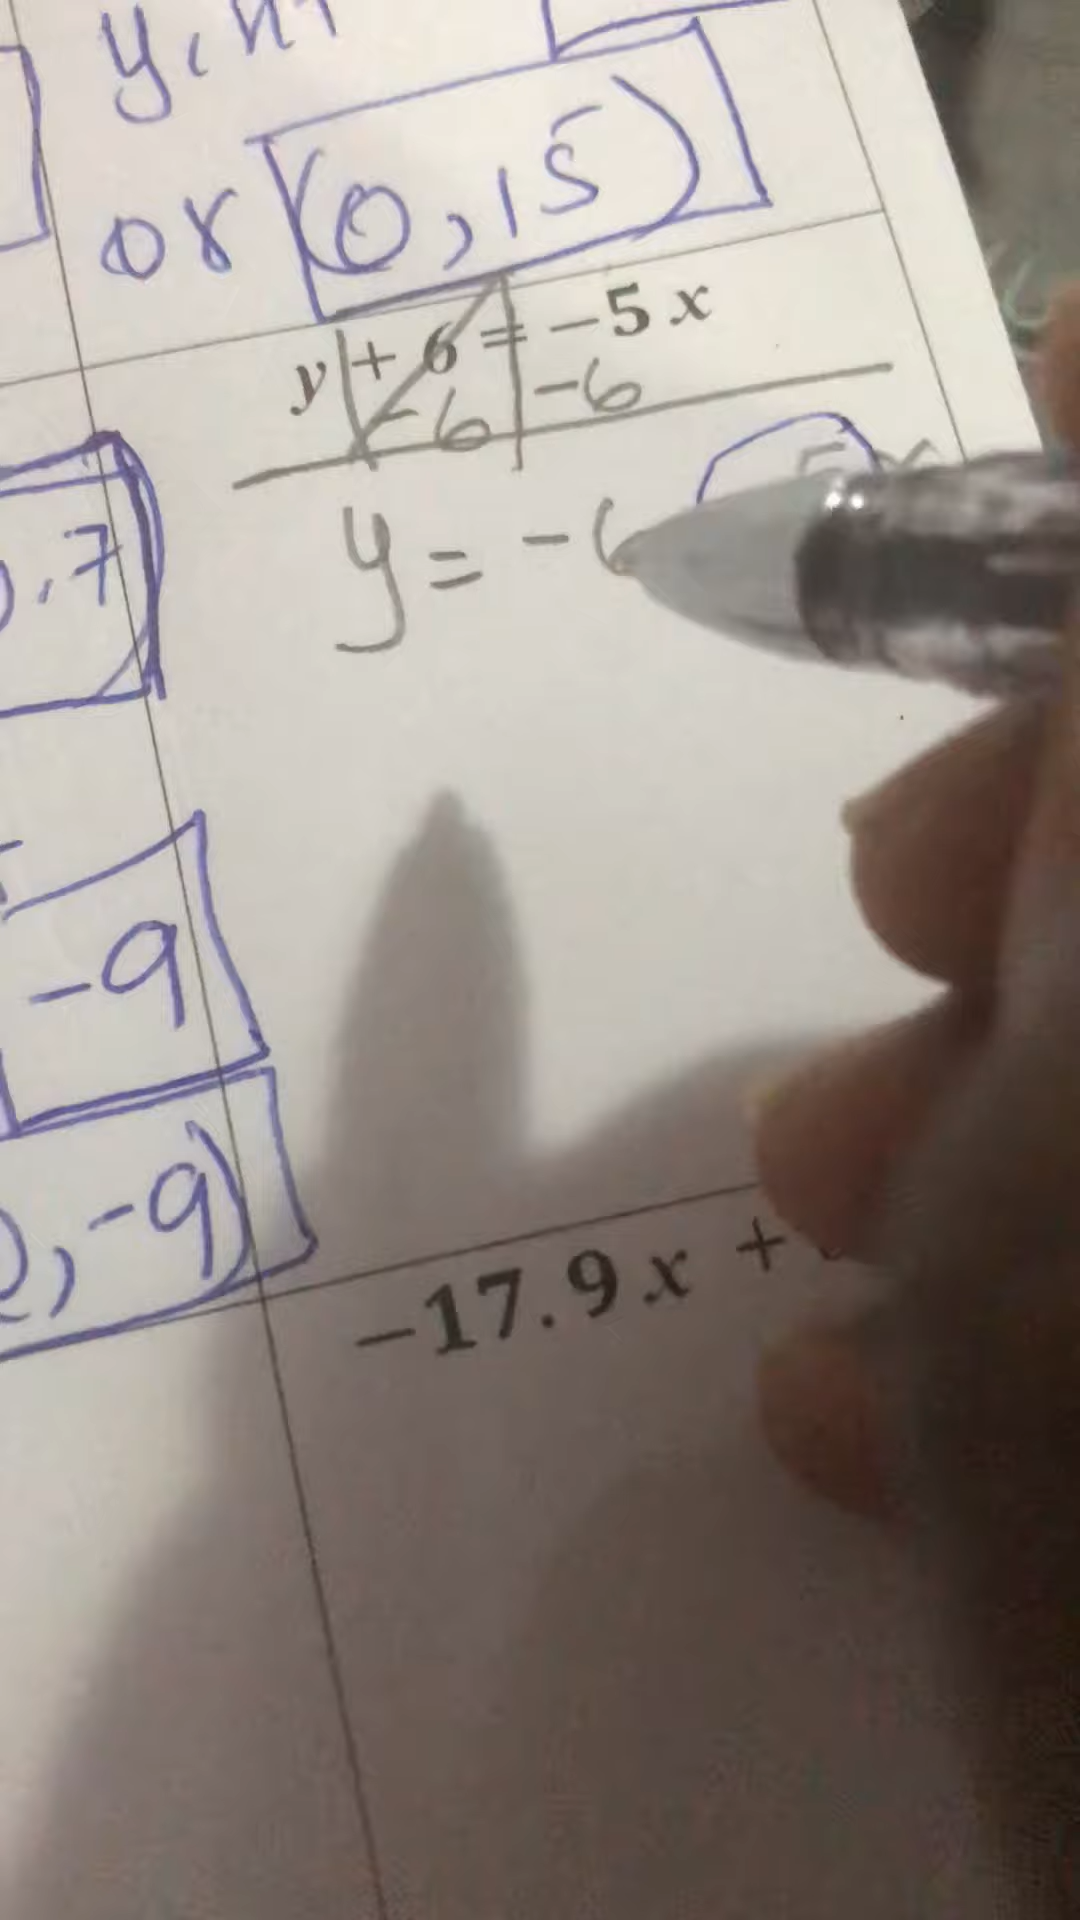 y, n
or (0, 15)
y + 6 = -5x
-6 -6
y = -6
.7
-9
, -9)
-17.9x +